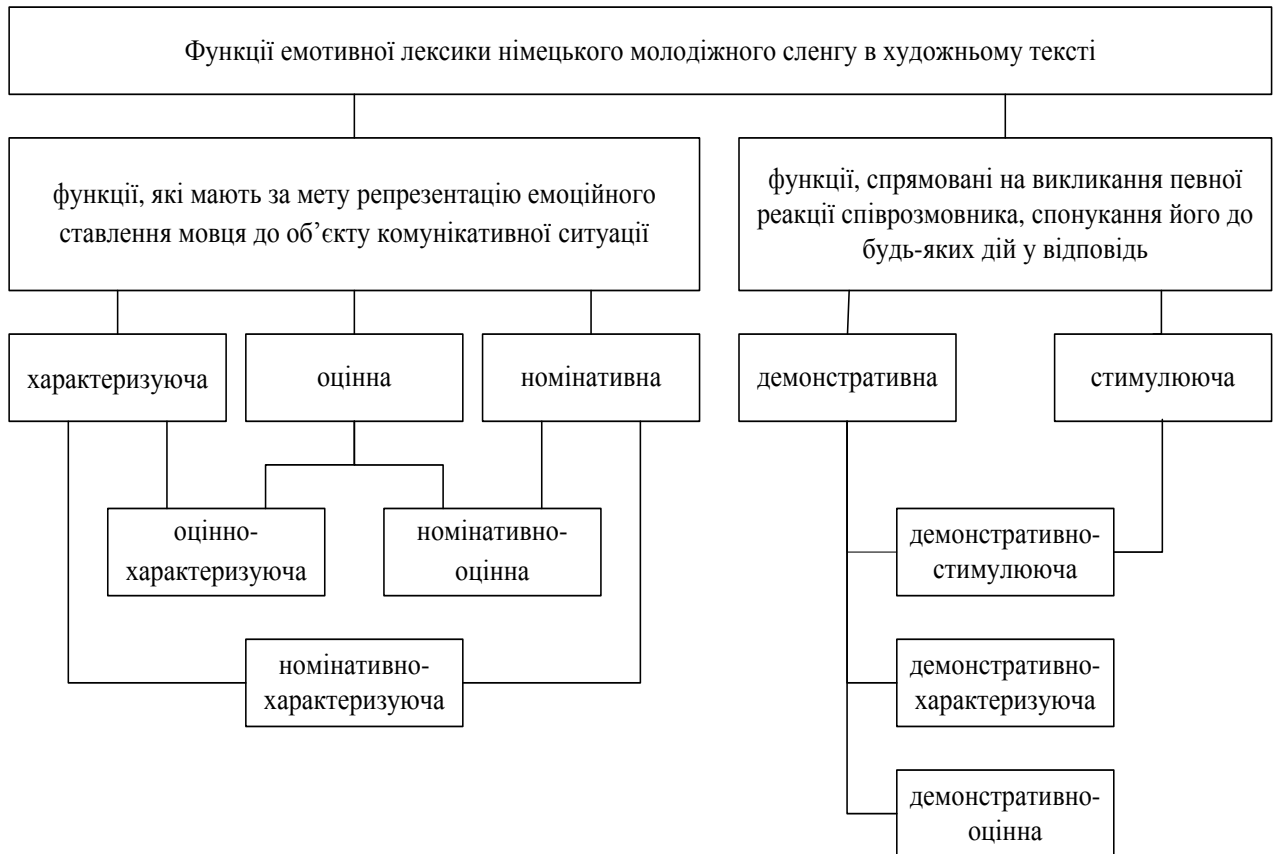 Функції емотивної лексики німецького молодіжного сленгу в художньому тексті
функції, які мають за мету репрезентацію емоційного
ставлення мовця до об’єкту комунікативної ситуації
функції, спрямовані на викликання певної
реакції співрозмовника, спонукання його до
будь-яких дій у відповідь
характеризуюча
оцінна
номінативна
демонстративна
стимулююча
оцінно-
характеризуюча
номінативно-
оцінна
демонстративно-
стимулююча
номінативно-
характеризуюча
демонстративно-
характеризуюча
демонстративно-
оцінна